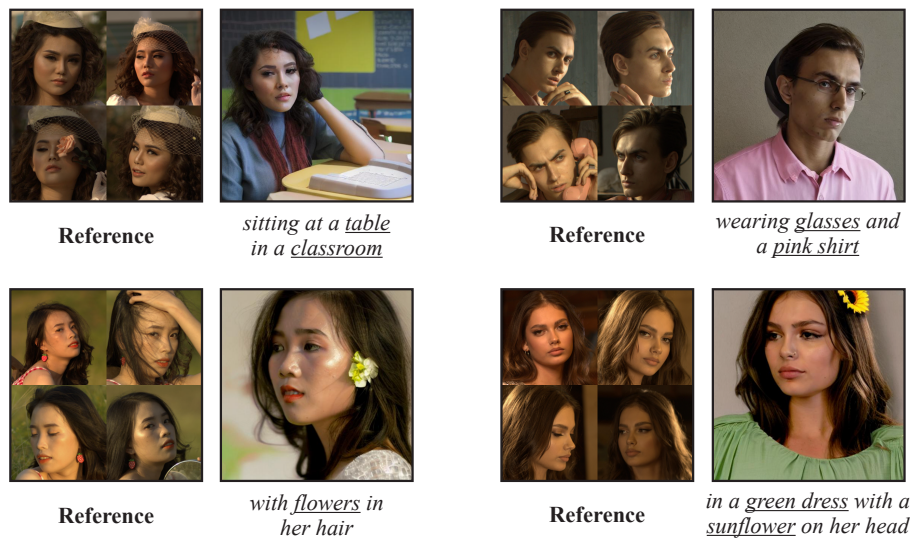 Reference
sitting at a table
in a classroom
Reference
wearing glasses and
a pink shirt
Reference
with flowers in
her hair
Reference
in a green dress with a
sunflower on her head